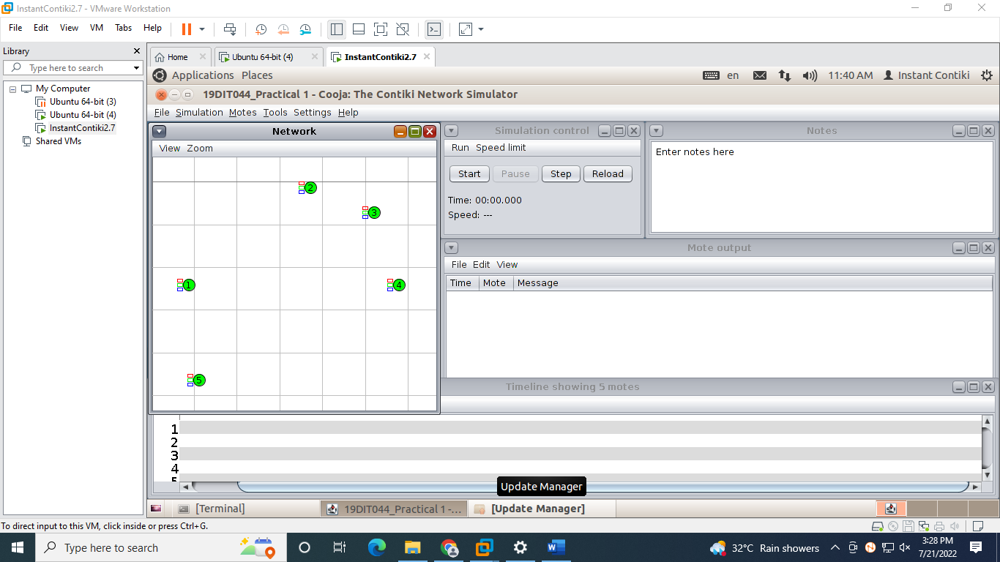 InstantContiki2.7 - VMware Workstation
File Edit View VM Tabs Help
Library
Type here to search
My Computer
Ubuntu 64-bit (3)
Ubuntu 64-bit (4)
InstantContiki2.7
Shared VMs
Home Ubuntu 64-bit (4) InstantContiki2.7
Applications Places en 11:40 AM Instant Contiki
19DIT044_Practical 1 - Cooja: The Contiki Network Simulator
File Simulation Motes Tools Settings Help
Network
View Zoom
2
3
1
4
5
Simulation control
Run Speed limit
Start Pause Step Reload
Time: 00:00.000
Speed: ---
Notes
Enter notes here
Mote output
File Edit View
Time Mote Message
Timeline showing 5 motes
1
2
3
4
5
Update Manager
[Terminal] 19DIT044_Practical 1 -... [Update Manager]
To direct input to this VM, click inside or press Ctrl+G.
Type here to search 32°C Rain showers 3:28 PM
7/21/2022